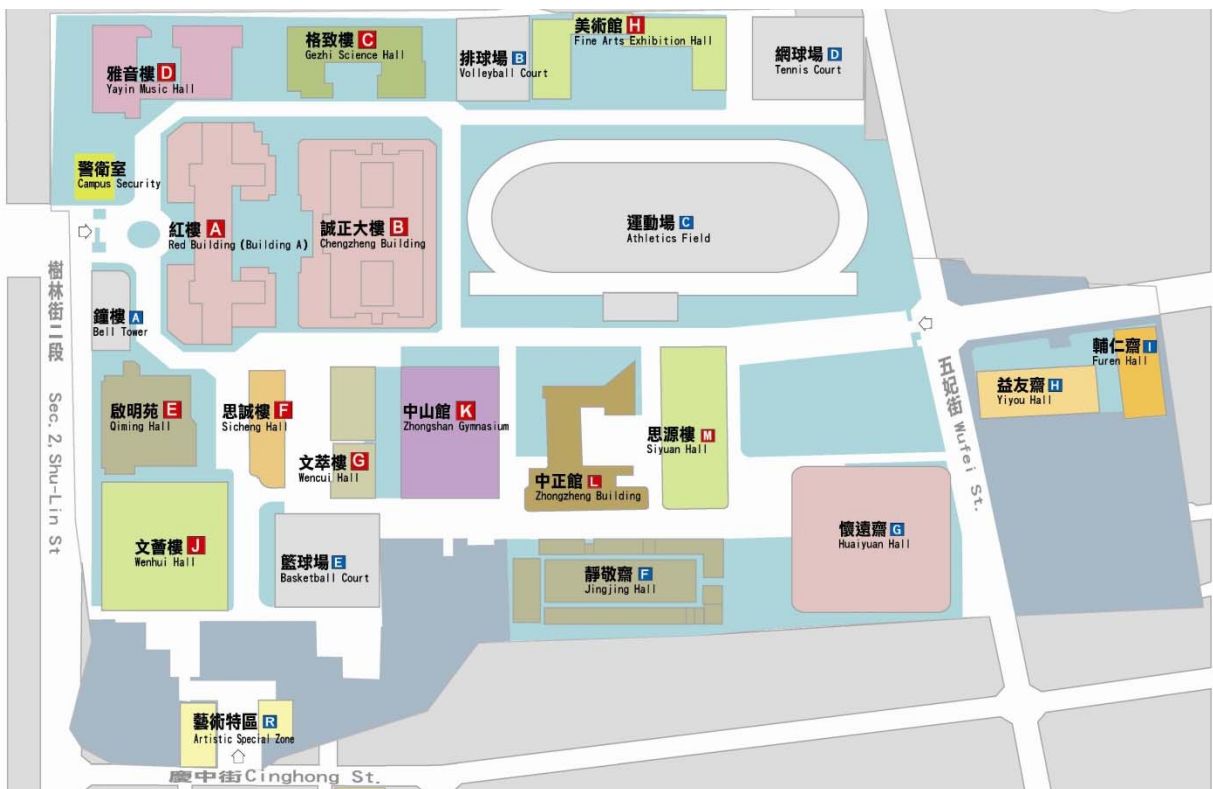 美術館 H
Fine Arts Exhibition Hall
格致樓 C
Gezhi Science Hall
排球場 B
Volleyball Court
網球場 D
Tennis Court
雅音樓 D
Yayin Music Hall
警衛室
Campus Security
紅樓 A
Red Building (Building A)
誠正大樓 B
Chengzheng Building
運動場 C
Athletics Field
樹林街二段 Sec. 2, Shu-Lin St
鐘樓 A
Bell Tower
輔仁齋 I
Furen Hall
益友齋 H
Yiyou Hall
五妃街 Wufei St.
啟明苑 E
Qiming Hall
思誠樓 F
Sicheng Hall
中山館 K
Zhongshan Gymnasium
思源樓 M
Siyuan Hall
文萃樓 G
Wencui Hall
中正館 L
Zhongzheng Building
懷遠齋 G
Huaiyuan Hall
文薈樓 J
Wenhui Hall
籃球場 E
Basketball Court
靜敬齋 F
Jingjing Hall
藝術特區 R
Artistic Special Zone
慶中街 Cinghong St.